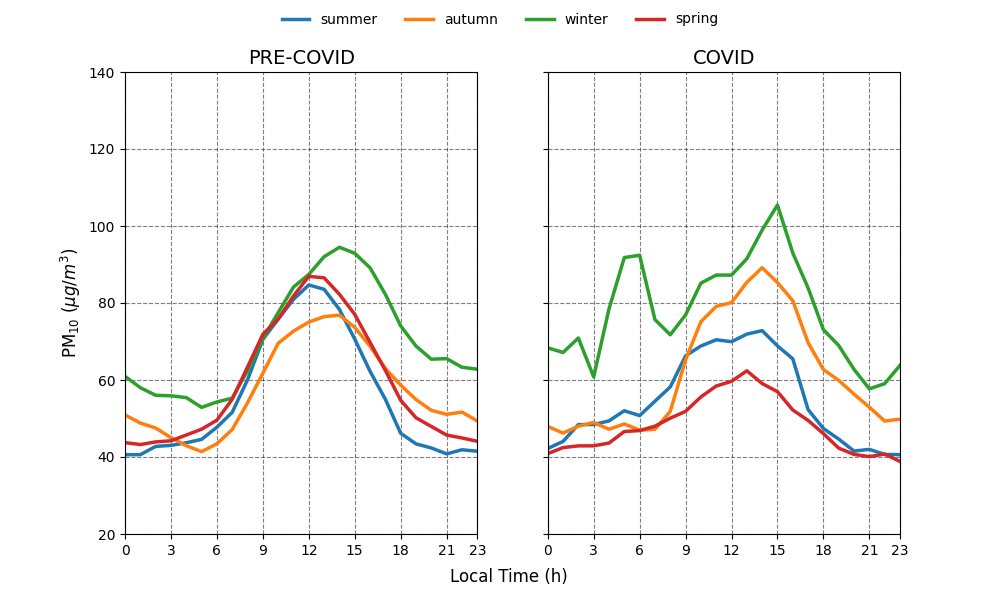 summer autumn winter spring
PRE-COVID COVID
140
120
100
80
60
40
20
PM₁₀ (μg/m³)
0 3 6 9 12 15 18 21 23 0 3 6 9 12 15 18 21 23
Local Time (h)